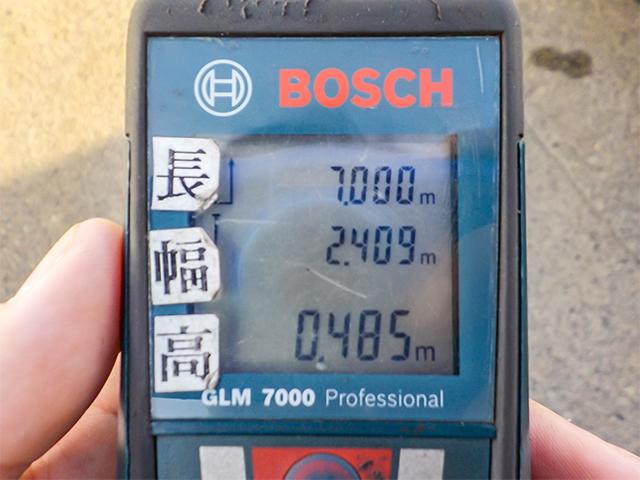 BOSCH
長 7.000 m
幅 2.409 m
高 0.485 m
GLM 7000 Professional